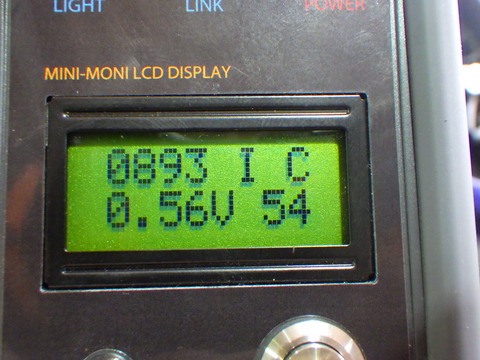 LIGHT LINK POWER
MINI-MONI LCD DISPLAY
0893 I C
0.56V 54